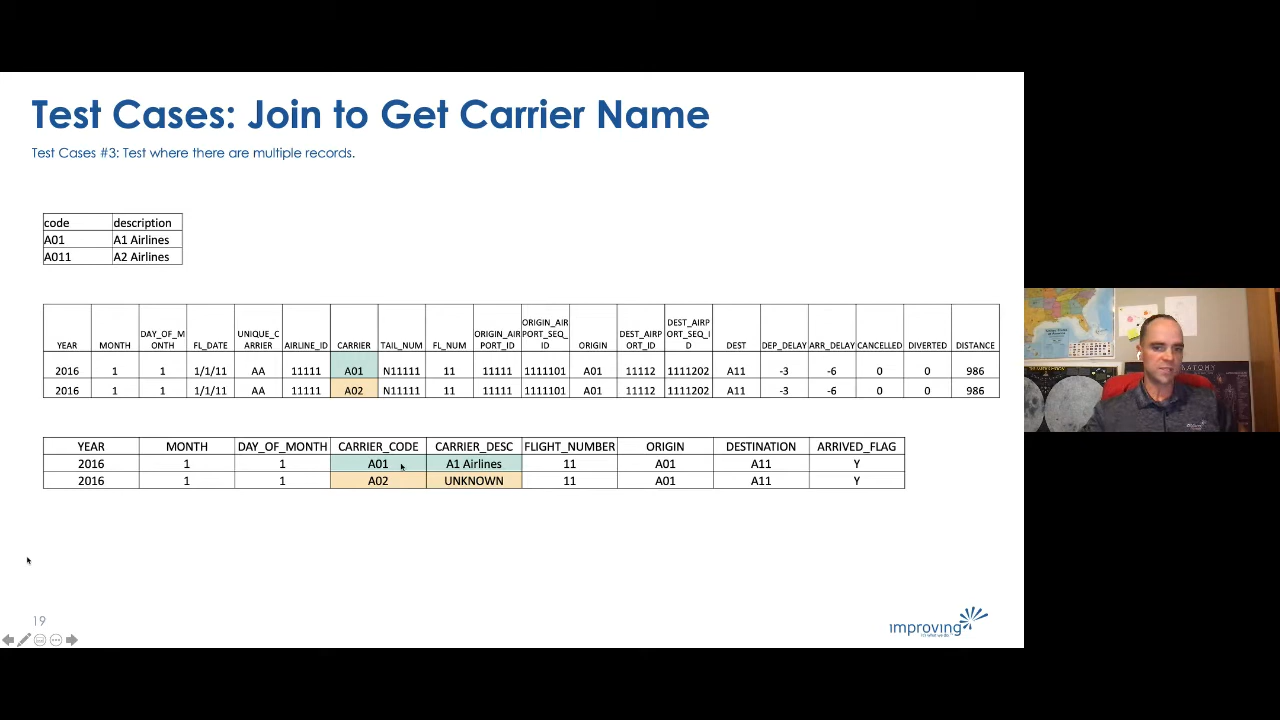 Test Cases: Join to Get Carrier Name
Test Cases #3: Test where there are multiple records.
code description
A01 A1 Airlines
A011 A2 Airlines
YEAR MONTH DAY_OF_MONTH FL_DATE UNIQUE_CARRIER AIRLINE_ID CARRIER TAIL_NUM FL_NUM ORIGIN_AIRPORT_ID ORIGIN_AIRPORT_SEQ_ID ORIGIN DEST_AIRPORT_ID DEST_AIRPORT_SEQ_ID DEST DEP_DELAY ARR_DELAY CANCELLED DIVERTED DISTANCE
2016 1 1 1/1/11 AA 11111 A01 N11111 11 11111 1111101 A01 11112 1111202 A11 -3 -6 0 0 986
2016 1 1 1/1/11 AA 11111 A02 N11111 11 11111 1111101 A01 11112 1111202 A11 -3 -6 0 0 986
YEAR MONTH DAY_OF_MONTH CARRIER_CODE CARRIER_DESC FLIGHT_NUMBER ORIGIN DESTINATION ARRIVED_FLAG
2016 1 1 A01 A1 Airlines 11 A01 A11 Y
2016 1 1 A02 UNKNOWN 11 A01 A11 Y
19
improving